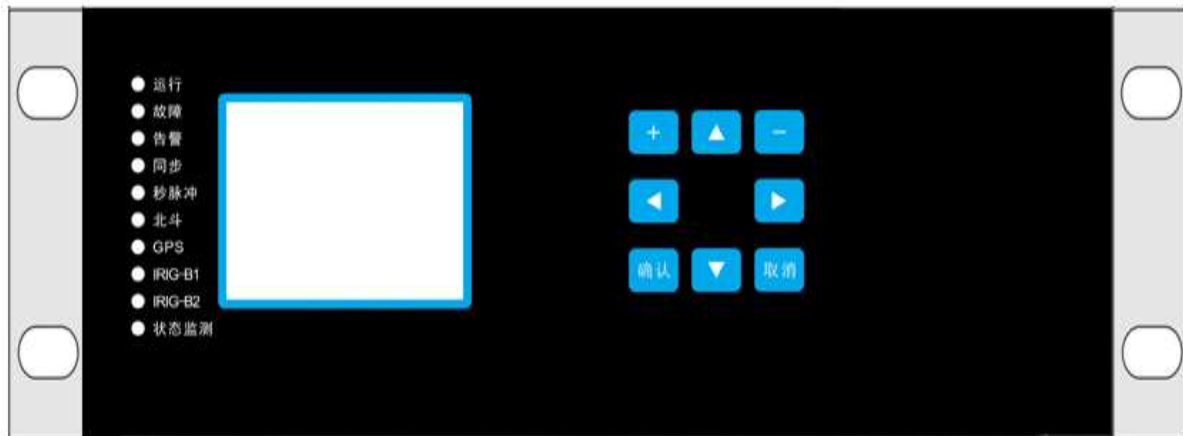 运行
故障
告警
同步
秒脉冲
北斗
GPS
IRIG-B1
IRIG-B2
状态监测
+ ▲ −
◀ ▶
确认 ▼ 取消